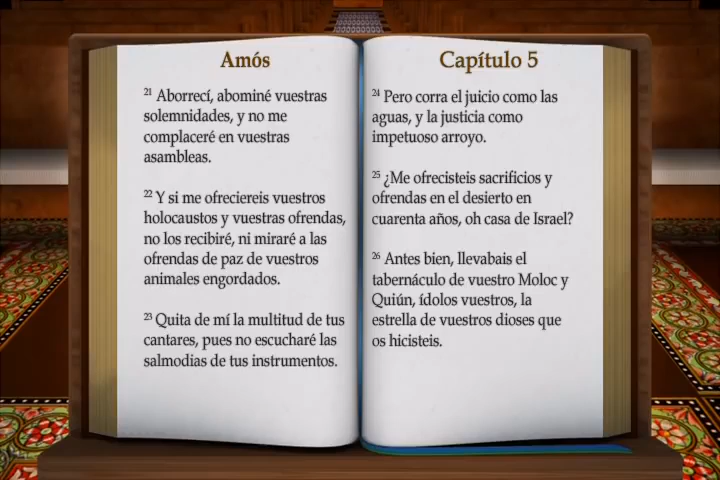 Amós
21 Aborrecí, abominé vuestras
solemnidades, y no me
complaceré en vuestras
asambleas.
22 Y si me ofreciereis vuestros
holocaustos y vuestras ofrendas,
no los recibiré, ni miraré a las
ofrendas de paz de vuestros
animales engordados.
23 Quita de mí la multitud de tus
cantares, pues no escucharé las
salmodias de tus instrumentos.
Capítulo 5
24 Pero corra el juicio como las
aguas, y la justicia como
impetuoso arroyo.
25 ¿Me ofrecisteis sacrificios y
ofrendas en el desierto en
cuarenta años, oh casa de Israel?
26 Antes bien, llevabais el
tabernáculo de vuestro Moloc y
Quiún, ídolos vuestros, la
estrella de vuestros dioses que
os hicisteis.